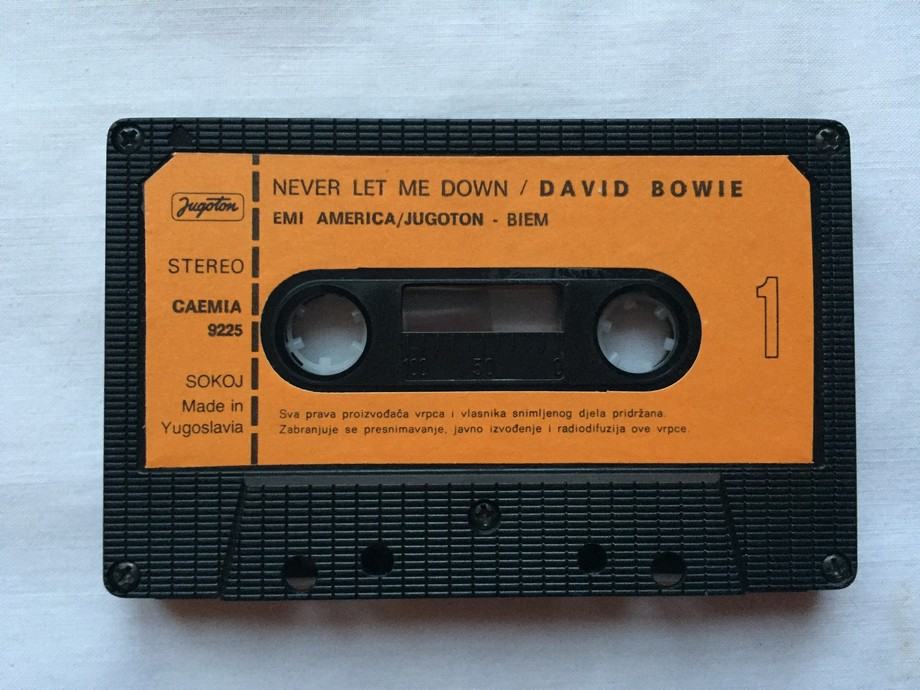 NEVER LET ME DOWN / DAVID BOWIE
EMI AMERICA/JUGOTON - BIEM
Jugoton
STEREO
CAEMIA
9225
SOKOJ
Made in
Yugoslavia
1
100 50 0
Sva prava proizvođača vrpca i vlasnika snimljenog djela pridržana.
Zabranjuje se presnimavanje, javno izvođenje i radiodifuzija ove vrpce.